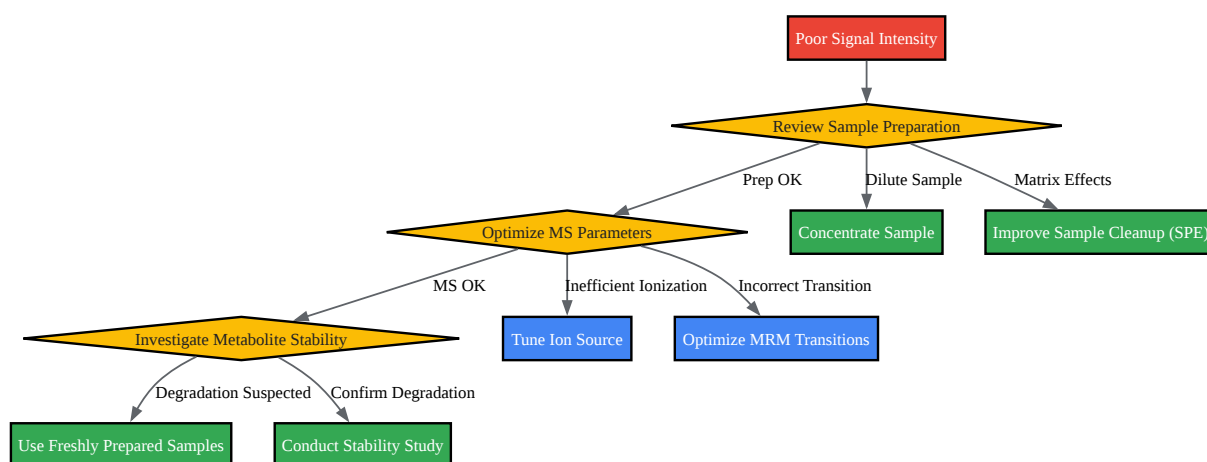 Poor Signal Intensity
Review Sample Preparation
Prep OK
Dilute Sample
Matrix Effects
Optimize MS Parameters
Concentrate Sample
Improve Sample Cleanup (SPE)
MS OK
Inefficient Ionization
Incorrect Transition
Investigate Metabolite Stability
Tune Ion Source
Optimize MRM Transitions
Degradation Suspected
Confirm Degradation
Use Freshly Prepared Samples
Conduct Stability Study